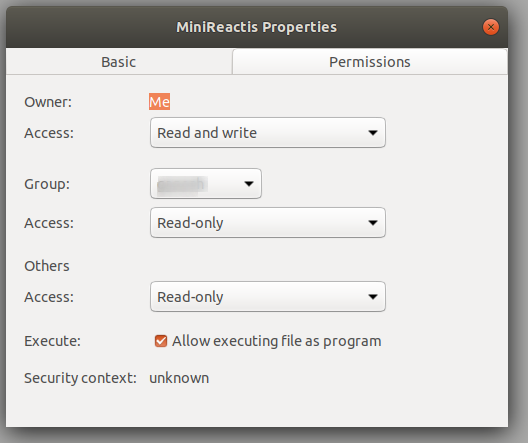 MiniReactis Properties
Basic Permissions
Owner: Me
Access: Read and write
Group:
Access: Read-only
Others
Access: Read-only
Execute: Allow executing file as program
Security context: unknown